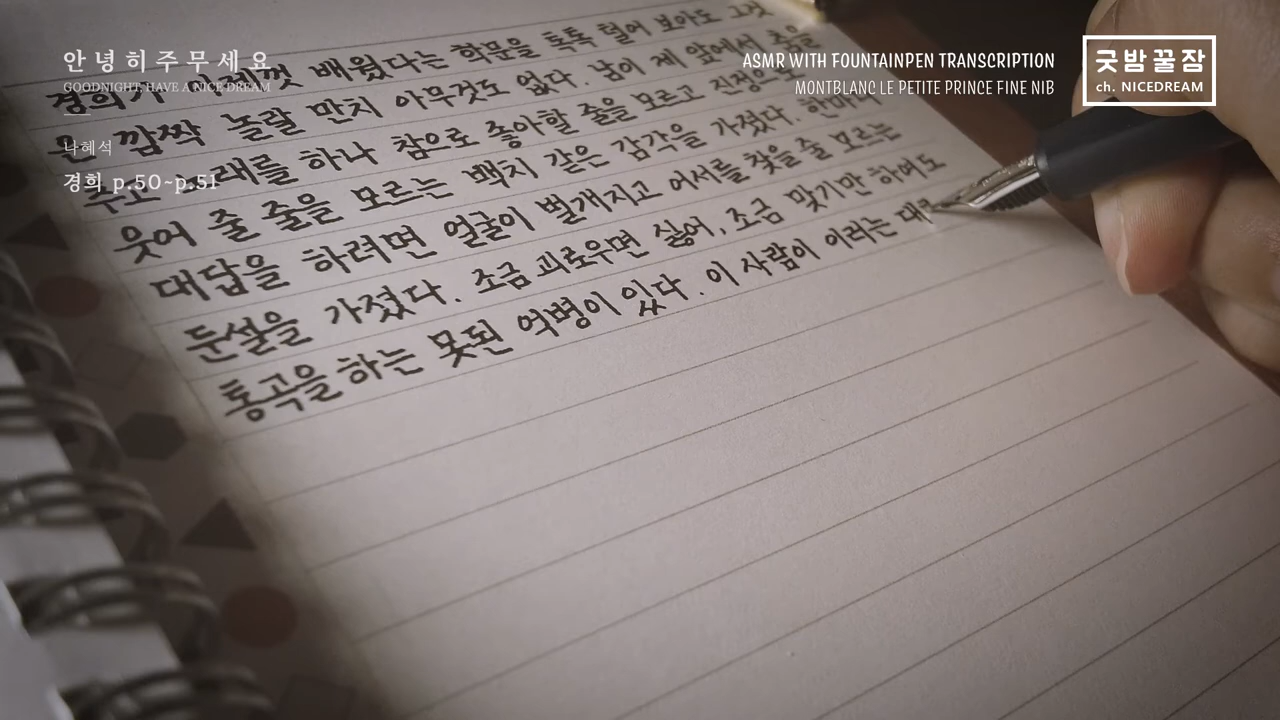 안녕히주무세요
GOODNIGHT, HAVE A NICE DREAM
나혜석
경희 p.50~p.51
ASMR WITH FOUNTAINPEN TRANSCRIPTION
MONTBLANC LE PETITE PRINCE FINE NIB
굿밤꿀잠
ch. NICEDREAM
경희가 이제껏 배웠다는 학문을 톡톡 털어 보아도 그것
은 깜짝 놀랄 만치 아무것도 없다. 남이 제 앞에서 춤을
추고 노래를 하나 참으로 좋아할 줄을 모르고 진정으로
웃어 줄 줄을 모르는 백치 같은 감각을 가졌다. 한마디
대답을 하려면 얼굴이 벌개지고 어서를 찾을 줄 모르는
둔설을 가졌다. 조금 괴로우면 싫어, 조금 맞기만 하여도
통곡을 하는 못된 억병이 있다. 이 사람이 이러는 대로